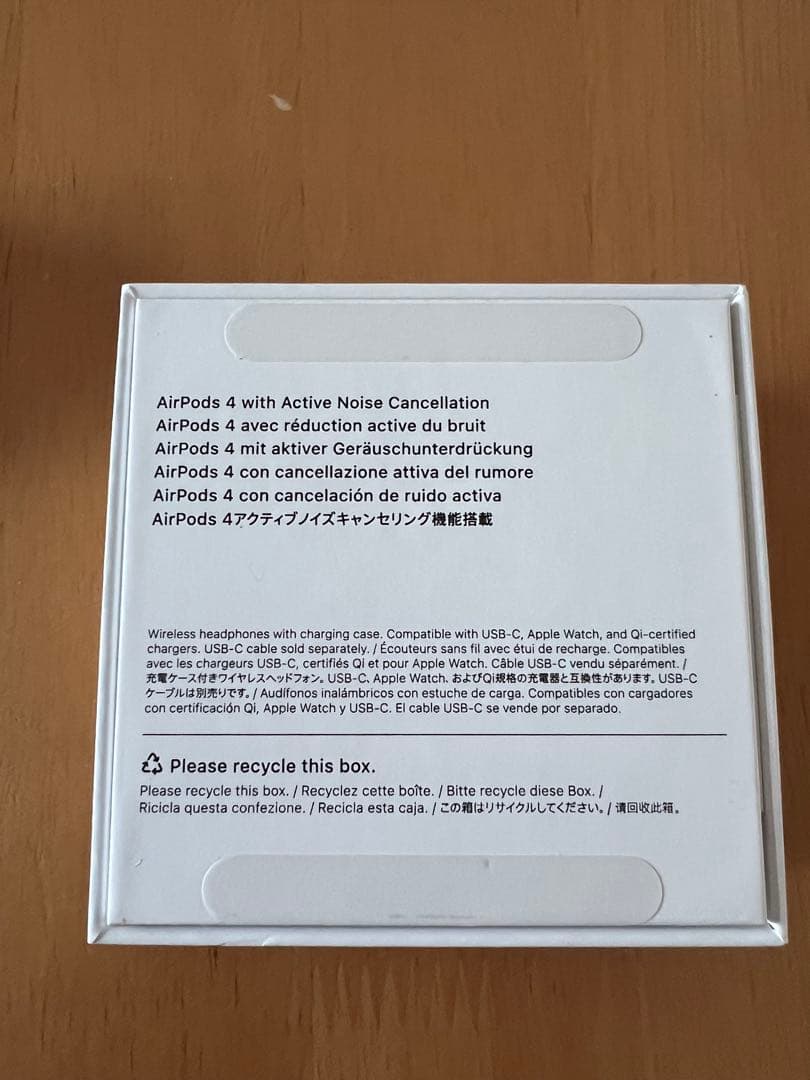 AirPods 4 with Active Noise Cancellation
AirPods 4 avec réduction active du bruit
AirPods 4 mit aktiver Geräuschunterdrückung
AirPods 4 con cancellazione attiva del rumore
AirPods 4 con cancelación de ruido activa
AirPods 4アクティブノイズキャンセリング機能搭載
Wireless headphones with charging case. Compatible with USB-C, Apple Watch, and Qi-certified
chargers. USB-C cable sold separately. / Écouteurs sans fil avec étui de recharge. Compatibles
avec les chargeurs USB-C, certifiés Qi et pour Apple Watch. Câble USB-C vendu séparément. /
充電ケース付きワイヤレスヘッドフォン。USB-C、Apple Watch、およびQi規格の充電器と互換性があります。USB-C
ケーブルは別売りです。/ Audífonos inalámbricos con estuche de carga. Compatibles con cargadores
con certificación Qi, Apple Watch y USB-C. El cable USB-C se vende por separado.
Please recycle this box.
Please recycle this box. / Recyclez cette boîte. / Bitte recycle diese Box. /
Ricicla questa confezione. / Recicla esta caja. / この箱はリサイクルしてください。/ 请回收此箱。